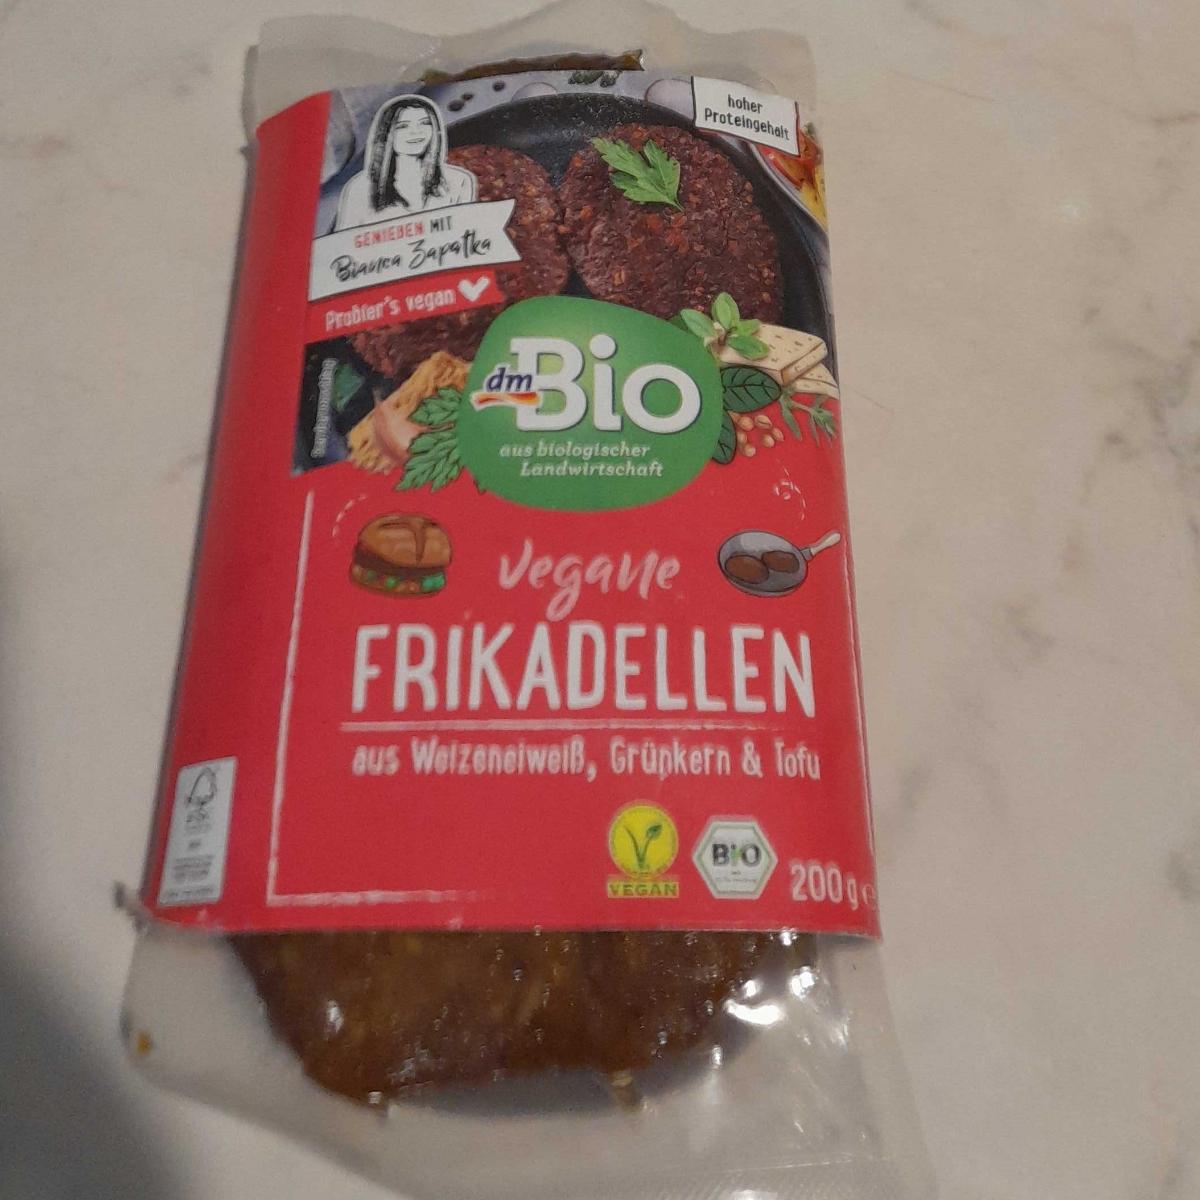 hoher
Proteingehalt
GENIEßEN MIT
Bianca Zapatka
Probier's vegan
dm
Bio
aus biologischer
Landwirtschaft
vegane
FRIKADELLEN
aus Weizeneiweiß, Grünkern & Tofu
VEGAN
BIO
200 g e